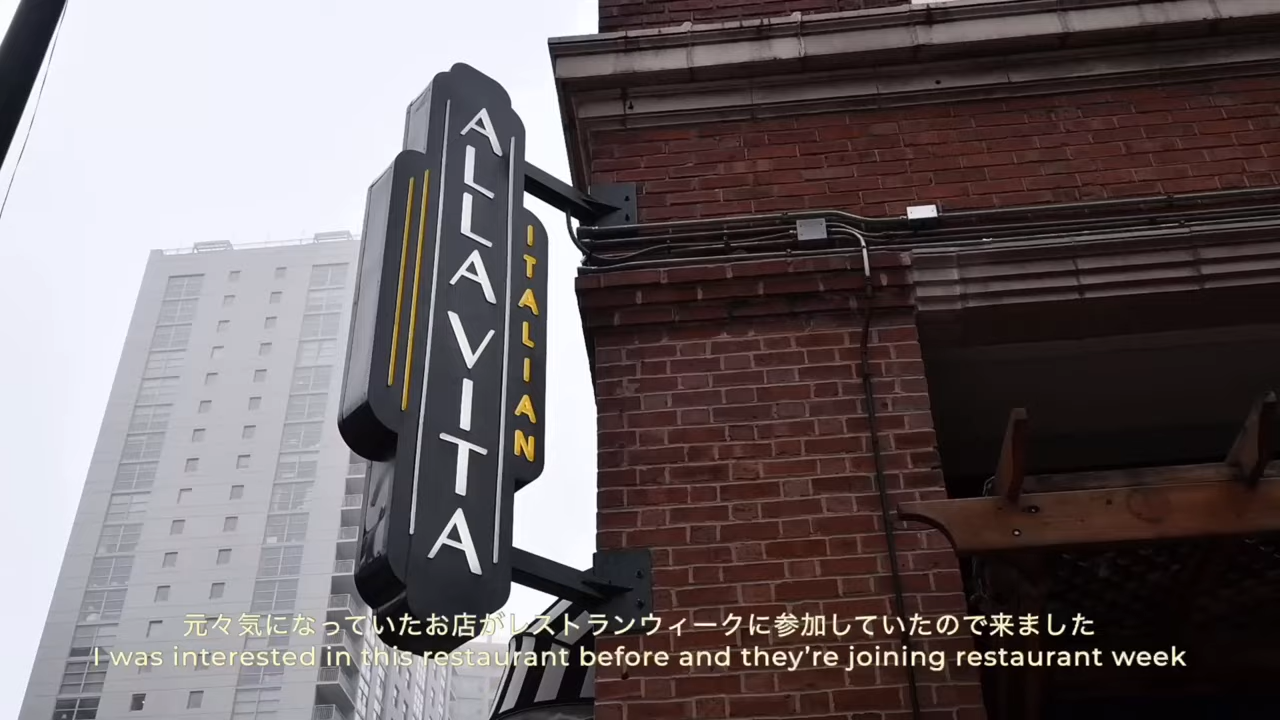 ALLAVITA
ITALIAN
元々気になっていたお店がレストランウィークに参加していたので来ました
I was interested in this restaurant before and they're joining restaurant week